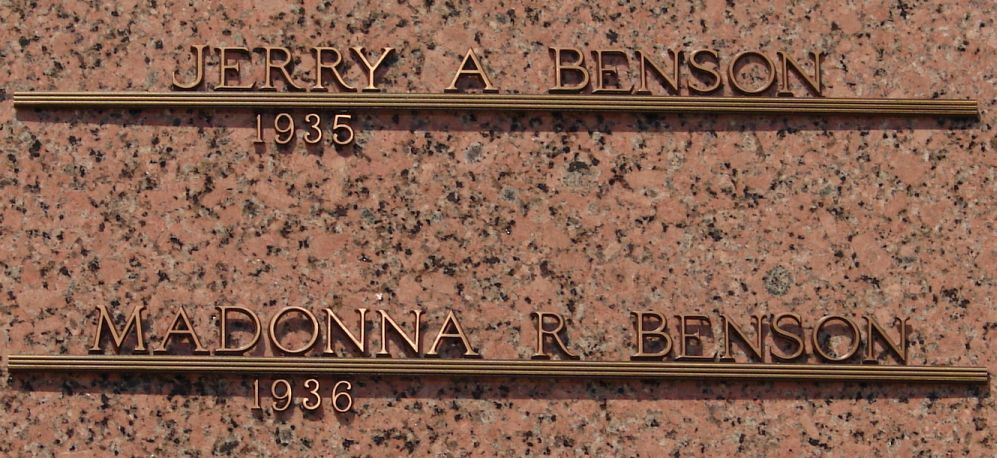 JERRY A BENSON
1935
MADONNA R BENSON
1936